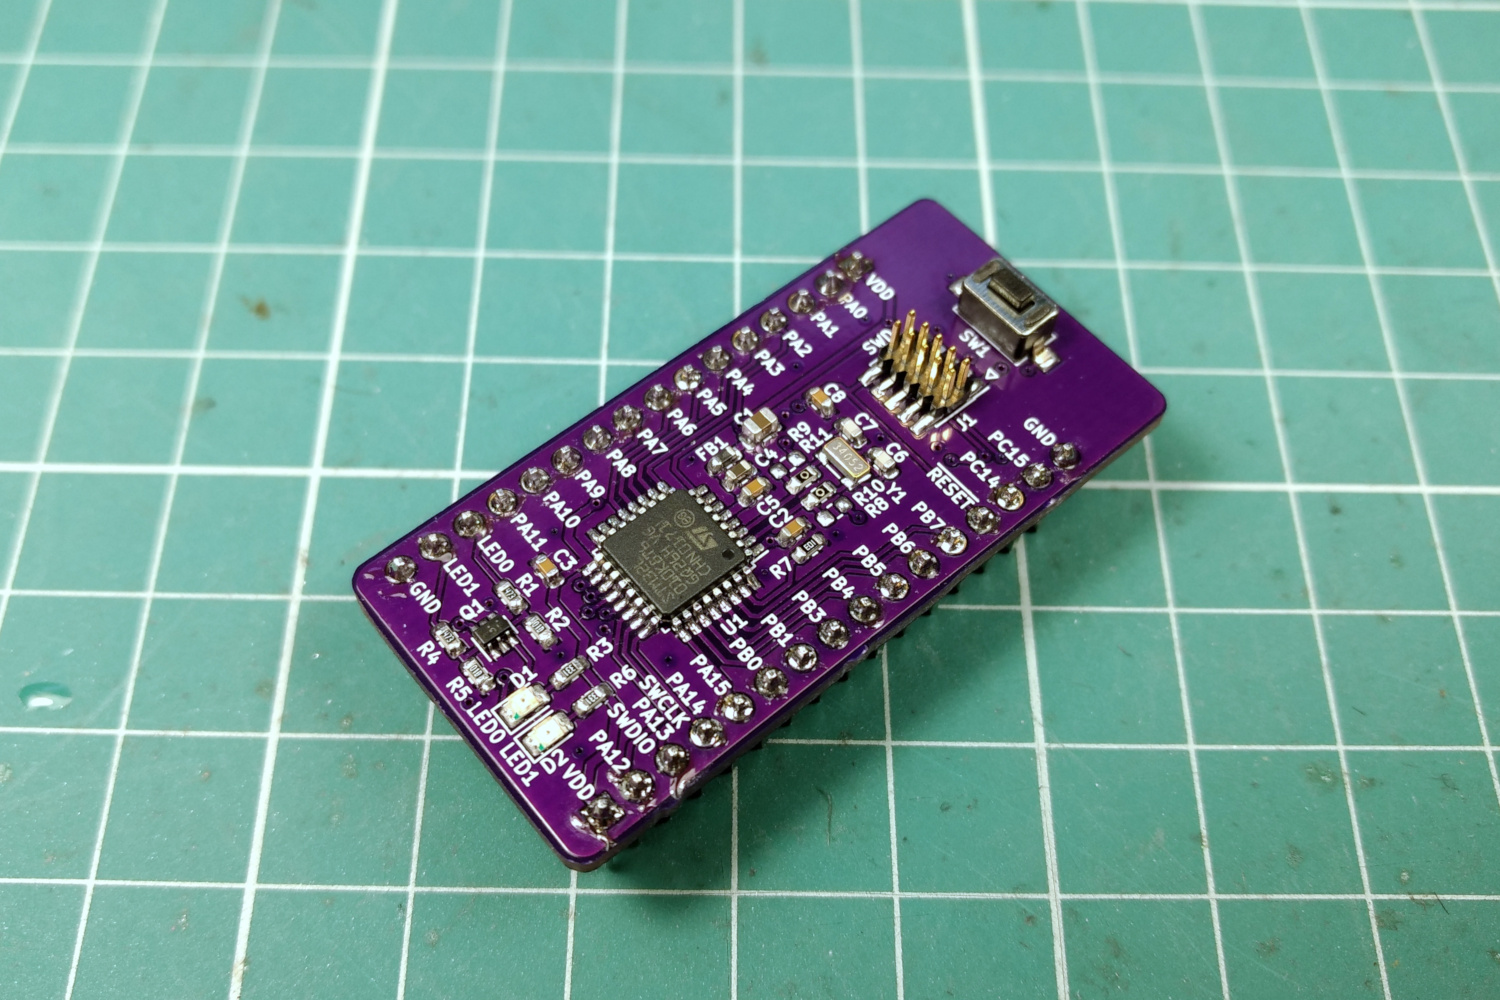 VDD
PA0
PA1
PA2
PA3
PA4
PA5
PA6
PA7
PA8
PA9
PA10
PA11
LED0
LED1
GND
SW1
J1
C8
C7
C6
R9
R11
FB1
C4
C5
Y1
R10
R8
R7
C3
R1
R2
R3
R6
R4
R5
U1
D1
D2
LED0
LED1
GND
PC15
PC14
RESET
PB7
PB6
PB5
PB4
PB3
PB1
PB0
PA15
PA14
SWCLK
PA13
SWDIO
PA12
VDD